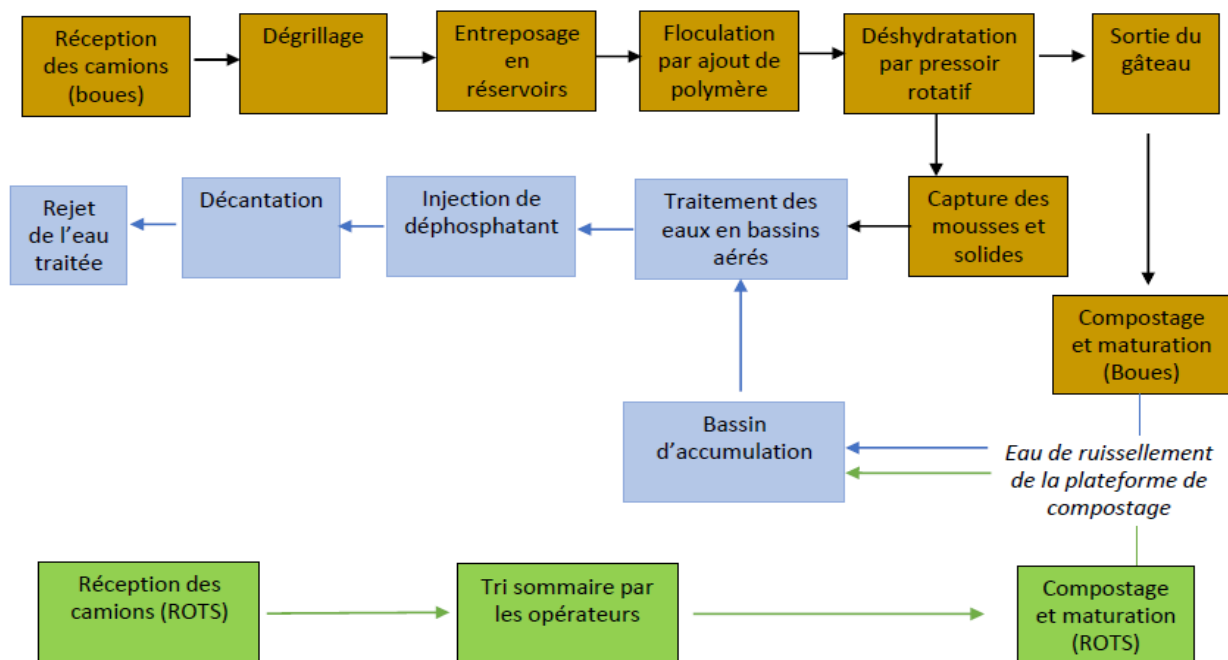 Réception
des camions
(boues)
Dégrillage
Entreposage
en
réservoirs
Floculation
par ajout de
polymère
Déshydratation
par pressoir
rotatif
Sortie du
gâteau
Rejet
de l’eau
traitée
Décantation
Injection de
déphosphatant
Traitement des
eaux en bassins
aérés
Capture des
mousses et
solides
Compostage
et maturation
(Boues)
Bassin
d’accumulation
Eau de ruissellement
de la plateforme de
compostage
Réception des
camions (ROTS)
Tri sommaire par
les opérateurs
Compostage
et maturation
(ROTS)